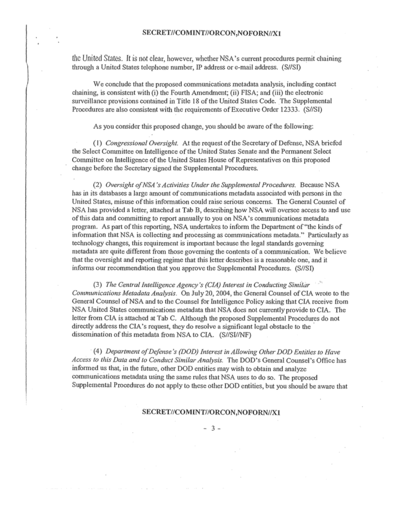 SECRET//COMINT//ORCON,NOFORN//X1
the United States. It is not clear, however, whether NSA's current procedures permit chaining
through a United States telephone number, IP address or e-mail address. (S//SI)
We conclude that the proposed communications metadata analysis, including contact
chaining, is consistent with (i) the Fourth Amendment; (ii) FISA; and (iii) the electronic
surveillance provisions contained in Title 18 of the United States Code. The Supplemental
Procedures are also consistent with the requirements of Executive Order 12333. (S//SI)
As you consider this proposed change, you should be aware of the following:
(1) Congressional Oversight. At the request of the Secretary of Defense, NSA briefed
the Select Committee on Intelligence of the United States Senate and the Permanent Select
Committee on Intelligence of the United States House of Representatives on this proposed
change before the Secretary signed the Supplemental Procedures.
(2) Oversight of NSA's Activities Under the Supplemental Procedures. Because NSA
has in its databases a large amount of communications metadata associated with persons in the
United States, misuse of this information could raise serious concerns. The General Counsel of
NSA has provided a letter, attached at Tab B, describing how NSA will oversee access to and use
of this data and committing to report annually to you on NSA's communications metadata
program. As part of this reporting, NSA undertakes to inform the Department of "the kinds of
information that NSA is collecting and processing as communications metadata." Particularly as
technology changes, this requirement is important because the legal standards governing
metadata are quite different from those governing the contents of a communication. We believe
that the oversight and reporting regime that this letter describes is a reasonable one, and it
informs our recommendation that you approve the Supplemental Procedures. (S//SI)
(3) The Central Intelligence Agency's (CIA) Interest in Conducting Similar
Communications Metadata Analysis. On July 20, 2004, the General Counsel of CIA wrote to the
General Counsel of NSA and to the Counsel for Intelligence Policy asking that CIA receive from
NSA United States communications metadata that NSA does not currently provide to CIA. The
letter from CIA is attached at Tab C. Although the proposed Supplemental Procedures do not
directly address the CIA's request, they do resolve a significant legal obstacle to the
dissemination of this metadata from NSA to CIA. (S//SI//NF)
(4) Department of Defense's (DOD) Interest in Allowing Other DOD Entities to Have
Access to this Data and to Conduct Similar Analysis. The DOD's General Counsel's Office has
informed us that, in the future, other DOD entities may wish to obtain and analyze
communications metadata using the same rules that NSA uses to do so. The proposed
Supplemental Procedures do not apply to these other DOD entities, but you should be aware that
SECRET//COMINT//ORCON,NOFORN//X1
- 3 -